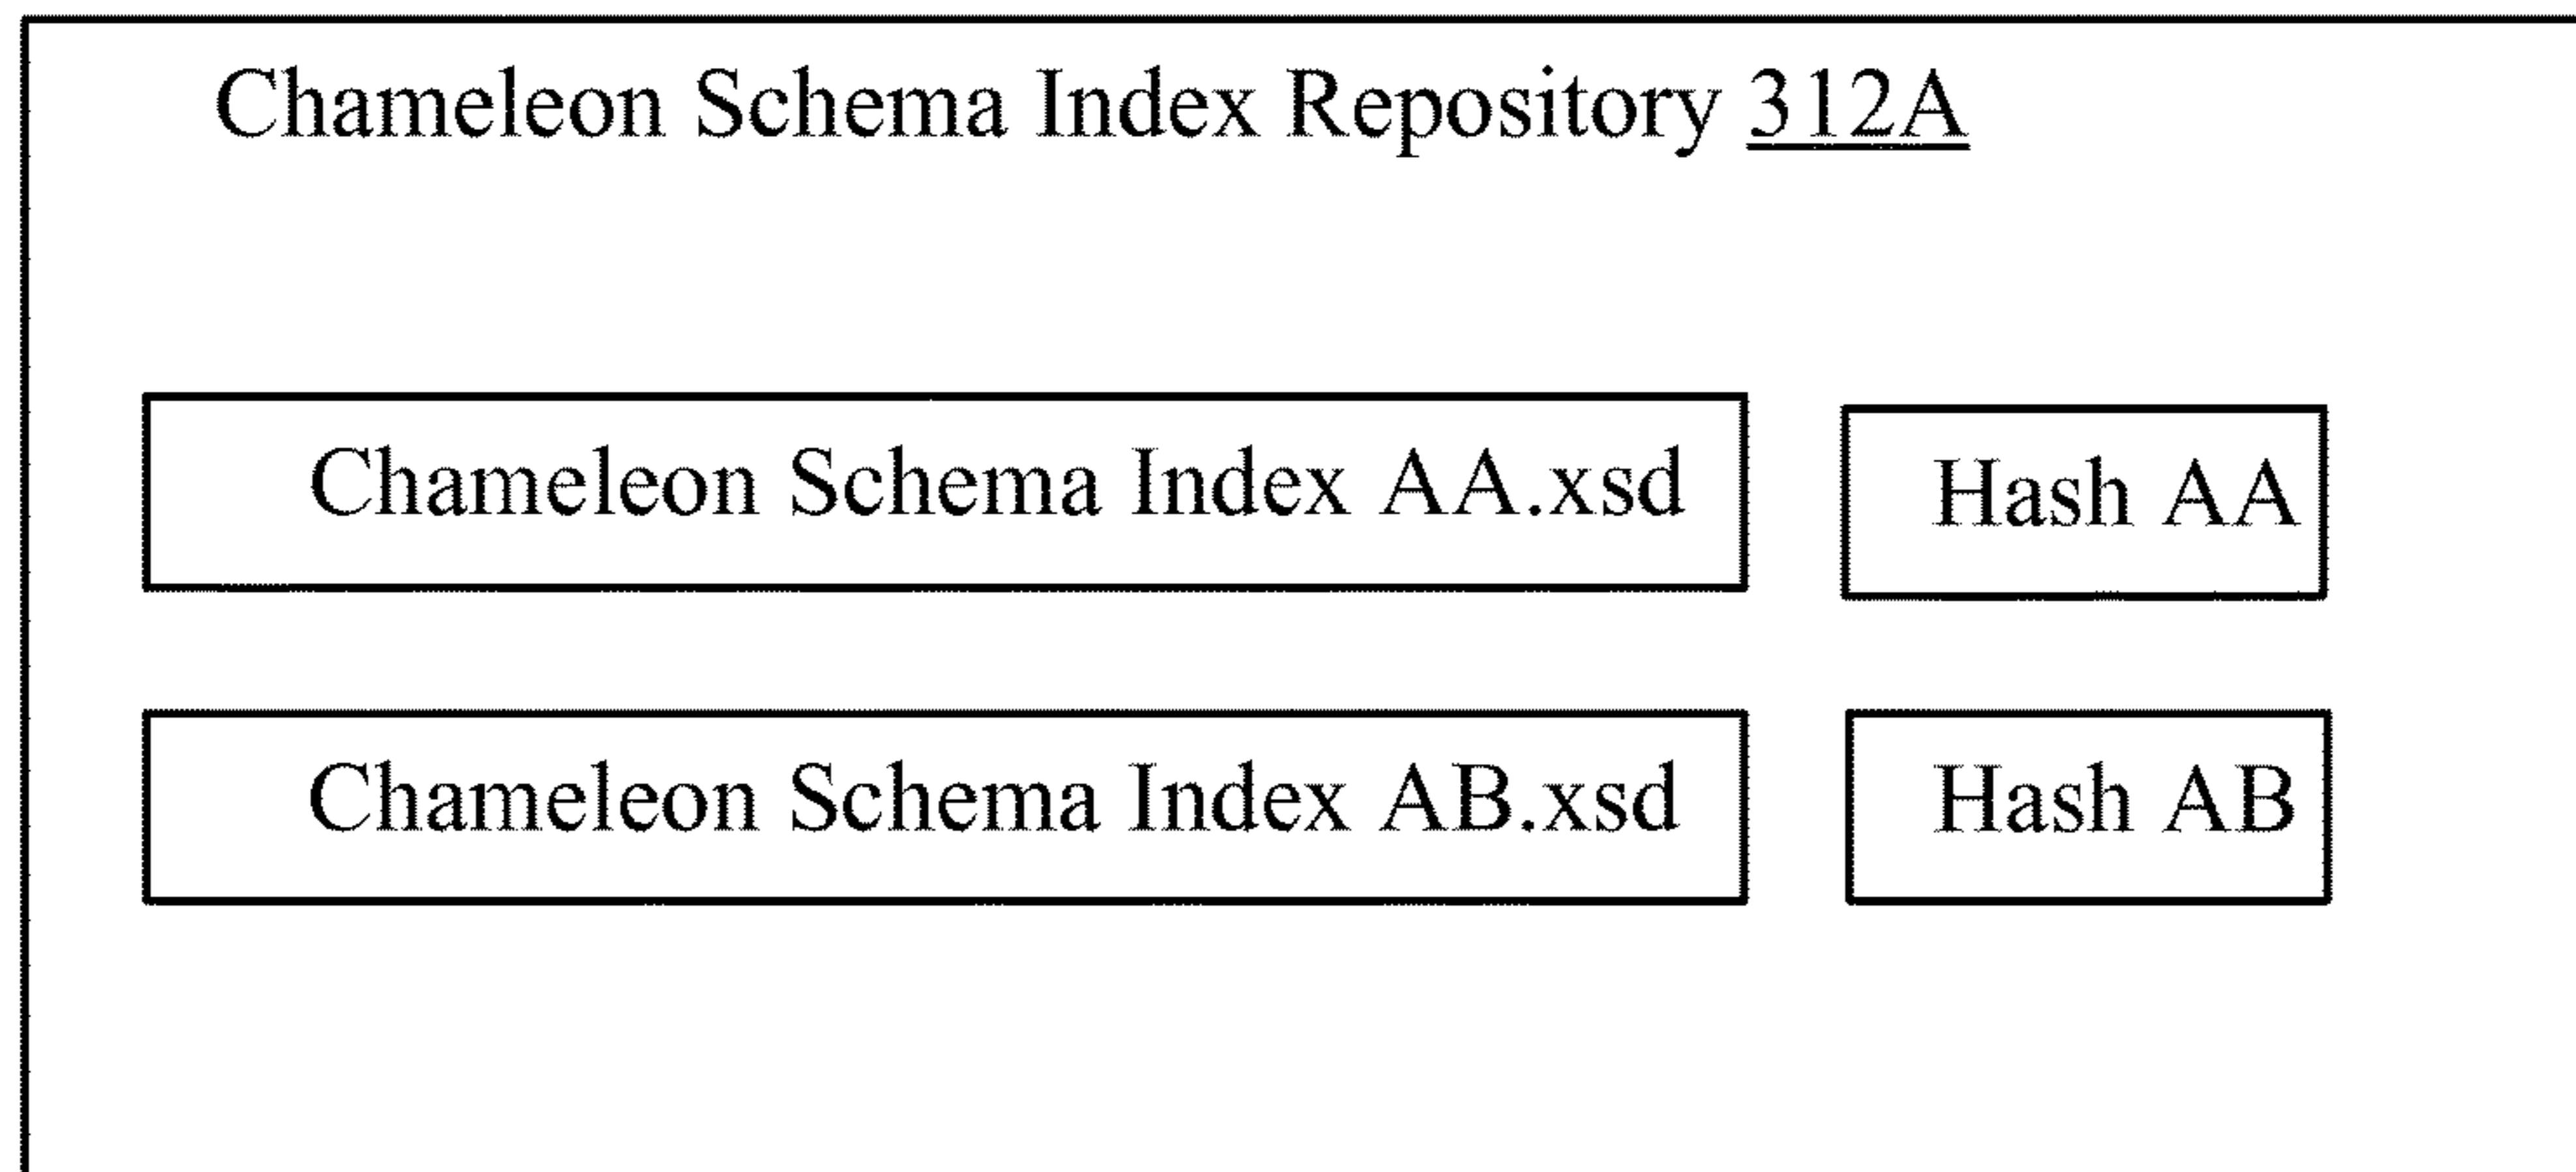 Chameleon Schema Index Repository 312A
Chameleon Schema Index AA.xsd Hash AA
Chameleon Schema Index AB.xsd Hash AB